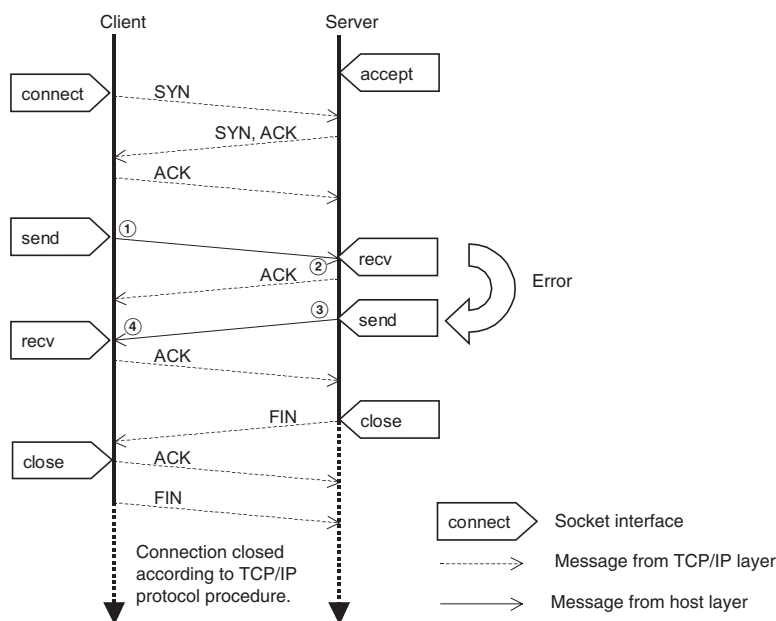 Client
Server
accept
connect
SYN
SYN, ACK
ACK
send
①
recv
②
ACK
Error
③
send
④
recv
ACK
FIN
close
close
ACK
FIN
Connection closed
according to TCP/IP
protocol procedure.
connect
Socket interface
Message from TCP/IP layer
Message from host layer